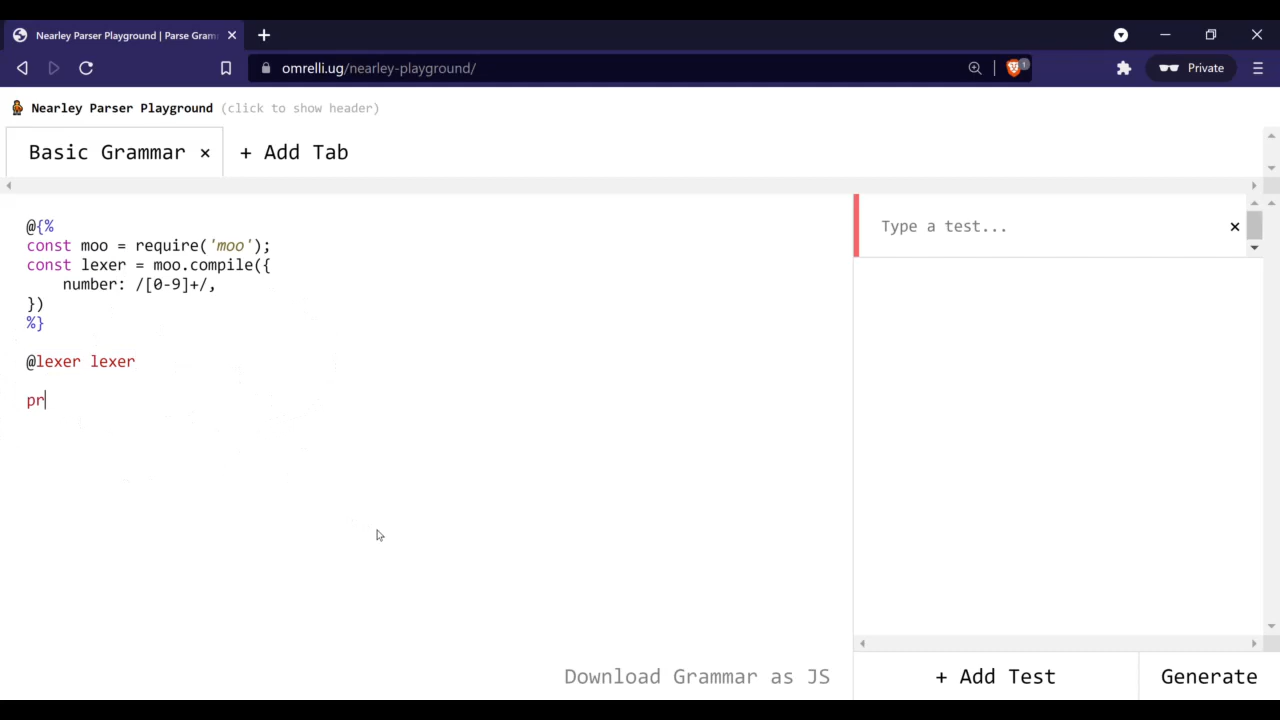 Nearley Parser Playground | Parse Gram
omrelli.ug/nearley-playground/
1
Private
Nearley Parser Playground (click to show header)
Basic Grammar × + Add Tab
@{%
const moo = require('moo');
const lexer = moo.compile({
number: /[0-9]+/,
})
%}
@lexer lexer
pr
Type a test... ×
Download Grammar as JS
+ Add Test
Generate